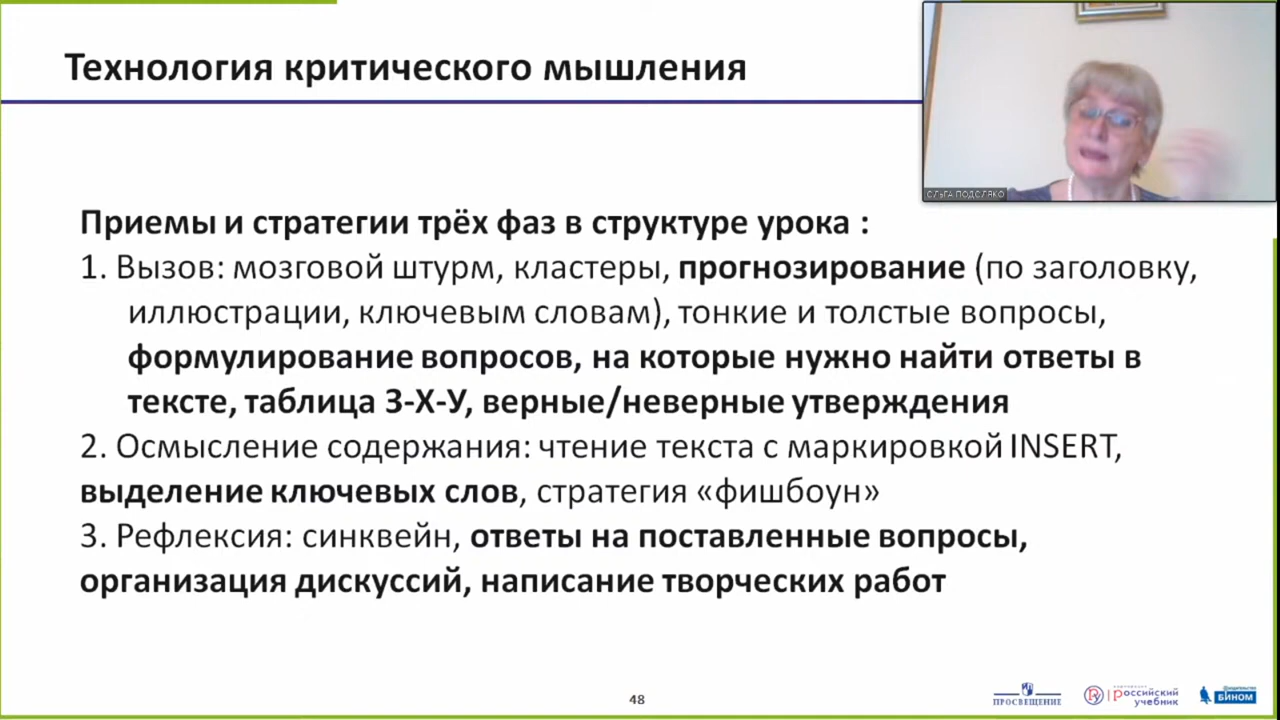 Технология критического мышления
ОЛЬГА ПОДОЛЯКО
Приемы и стратегии трёх фаз в структуре урока :
1. Вызов: мозговой штурм, кластеры, прогнозирование (по заголовку,
иллюстрации, ключевым словам), тонкие и толстые вопросы,
формулирование вопросов, на которые нужно найти ответы в
тексте, таблица З-Х-У, верные/неверные утверждения
2. Осмысление содержания: чтение текста с маркировкой INSERT,
выделение ключевых слов, стратегия «фишбоун»
3. Рефлексия: синквейн, ответы на поставленные вопросы,
организация дискуссий, написание творческих работ
48
ПРОСВЕЩЕНИЕ
российский
учебник
БИНОМ